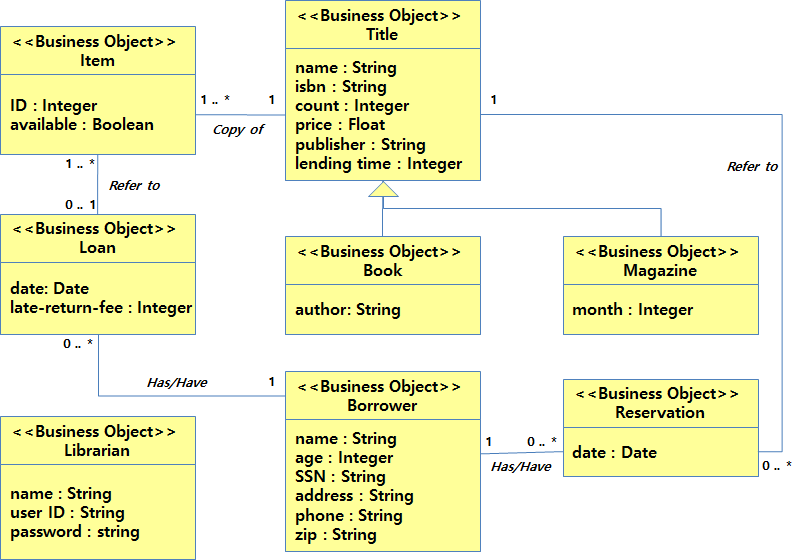 <<Business Object>>
Item
ID : Integer
available : Boolean
<<Business Object>>
Title
name : String
isbn : String
count : Integer
price : Float
publisher : String
lending time : Integer
1 .. *
1
Copy of
1
Refer to
1 .. *
Refer to
0 .. 1
<<Business Object>>
Loan
date: Date
late-return-fee : Integer
<<Business Object>>
Book
author: String
<<Business Object>>
Magazine
month : Integer
0 .. *
Has/Have
1
<<Business Object>>
Borrower
name : String
age : Integer
SSN : String
address : String
phone : String
zip : String
<<Business Object>>
Reservation
date : Date
1
0 .. *
Has/Have
0 .. *
<<Business Object>>
Librarian
name : String
user ID : String
password : string